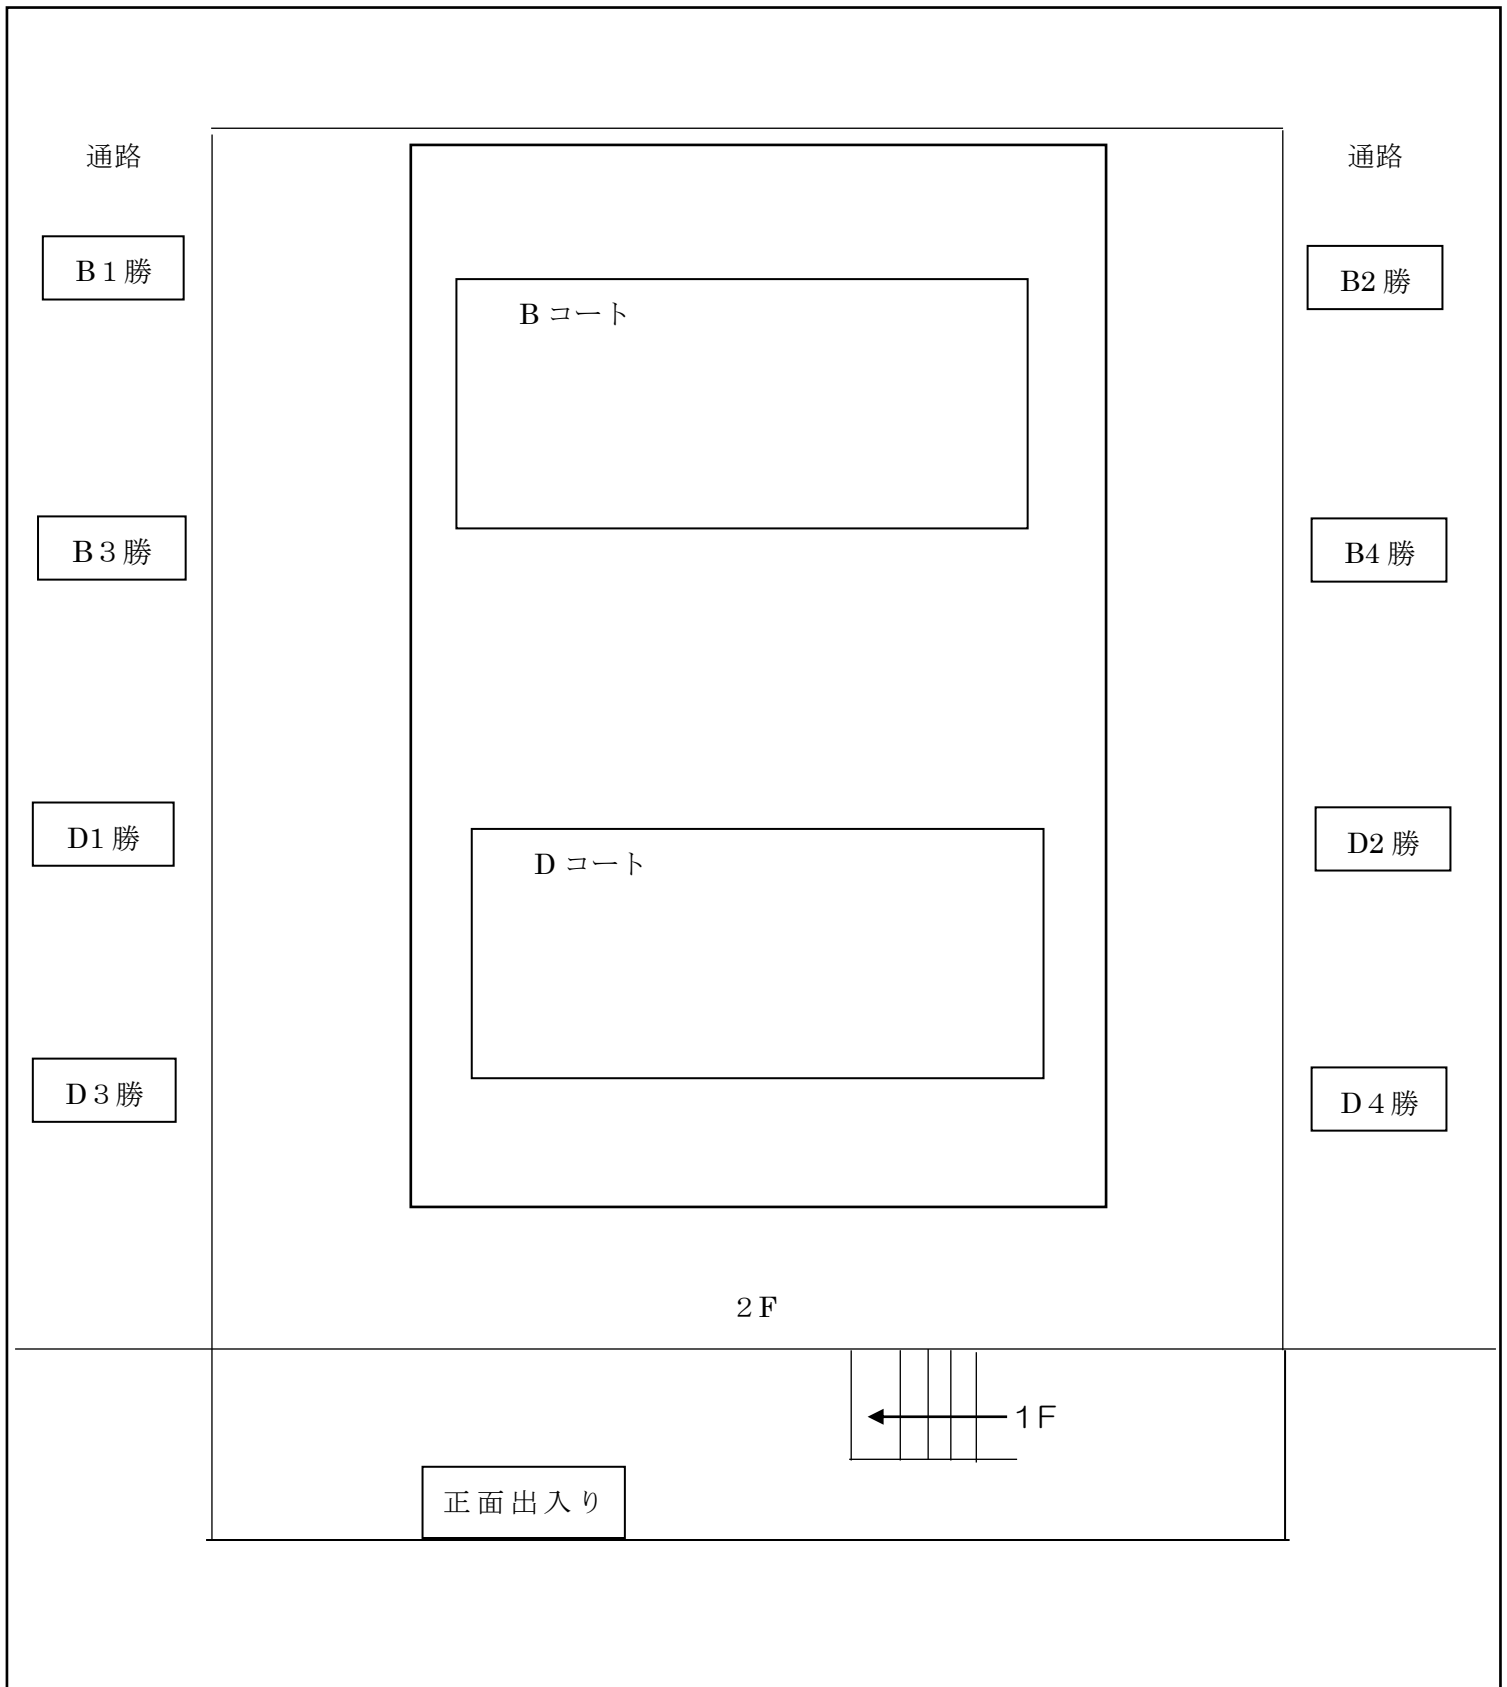 通路
通路
B１勝
B2 勝
B コート
B３勝
B4 勝
D1 勝
D2 勝
D コート
D３勝
D４勝
２F
１F
正面出入り